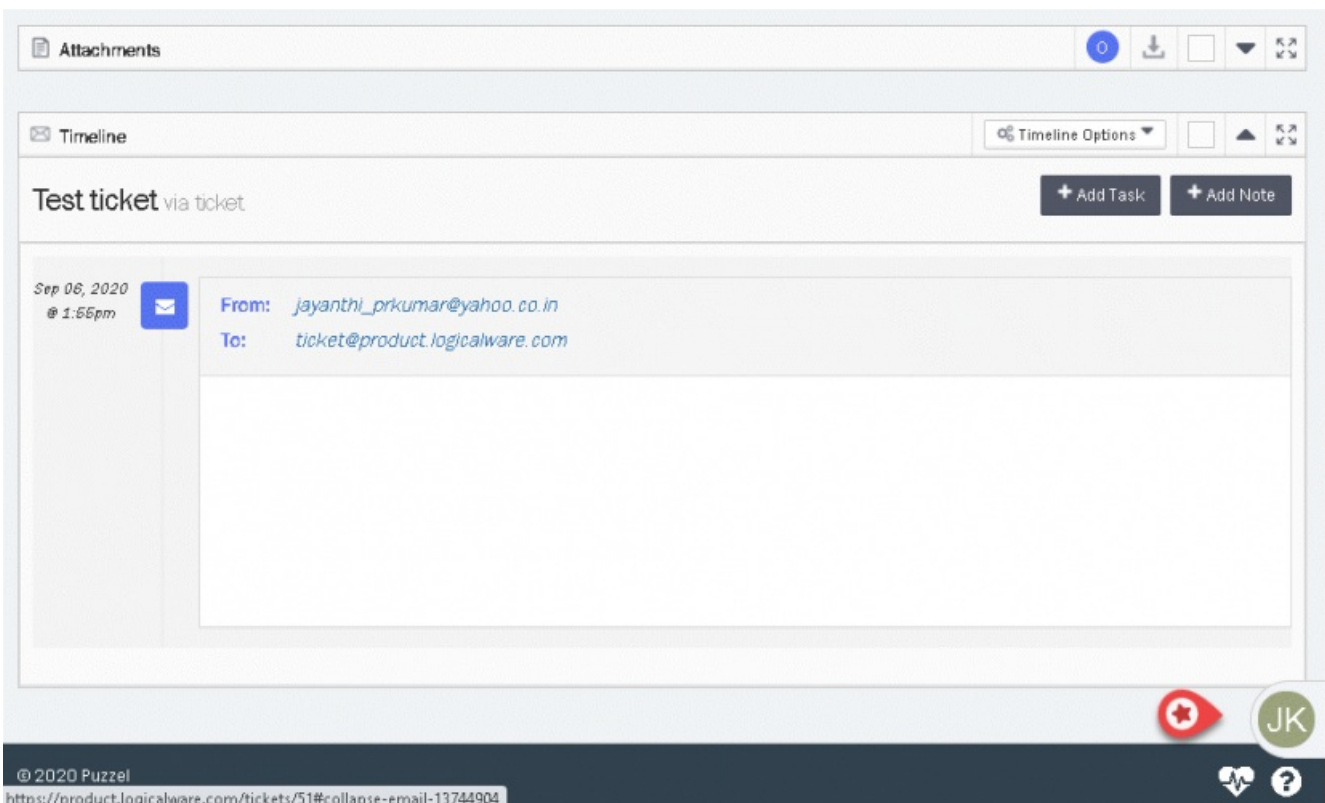 Attachments 0
Timeline Timeline Options
Test ticket via ticket + Add Task + Add Note
Sep 06, 2020
@ 1:55pm
From: jayanthi_prkumar@yahoo.co.in
To: ticket@product.logicalware.com
JK
© 2020 Puzzel
https://product.logicalware.com/tickets/51#collapse-email-13744904